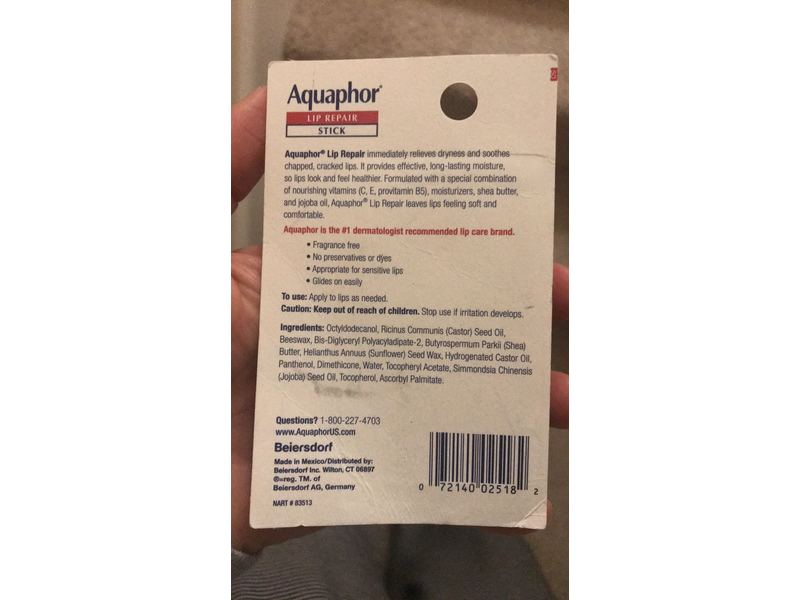 Aquaphor®
LIP REPAIR
STICK
Aquaphor® Lip Repair immediately relieves dryness and soothes
chapped, cracked lips. It provides effective, long-lasting moisture,
so lips look and feel healthier. Formulated with a special combination
of nourishing vitamins (C, E, provitamin B5), moisturizers, shea butter,
and jojoba oil, Aquaphor® Lip Repair leaves lips feeling soft and
comfortable.
Aquaphor is the #1 dermatologist recommended lip care brand.
• Fragrance free
• No preservatives or dyes
• Appropriate for sensitive lips
• Glides on easily
To use: Apply to lips as needed.
Caution: Keep out of reach of children. Stop use if irritation develops.
Ingredients: Octyldodecanol, Ricinus Communis (Castor) Seed Oil,
Beeswax, Bis-Diglyceryl Polyacyladipate-2, Butyrospermum Parkii (Shea)
Butter, Helianthus Annuus (Sunflower) Seed Wax, Hydrogenated Castor Oil,
Panthenol, Dimethicone, Water, Tocopheryl Acetate, Simmondsia Chinensis
(Jojoba) Seed Oil, Tocopherol, Ascorbyl Palmitate.
Questions? 1-800-227-4703
www.AquaphorUS.com
Beiersdorf
Made in Mexico/Distributed by:
Beiersdorf Inc. Wilton, CT 06897
®=reg. TM. of
Beiersdorf AG, Germany
NART # 83513
0 72140 02518 2